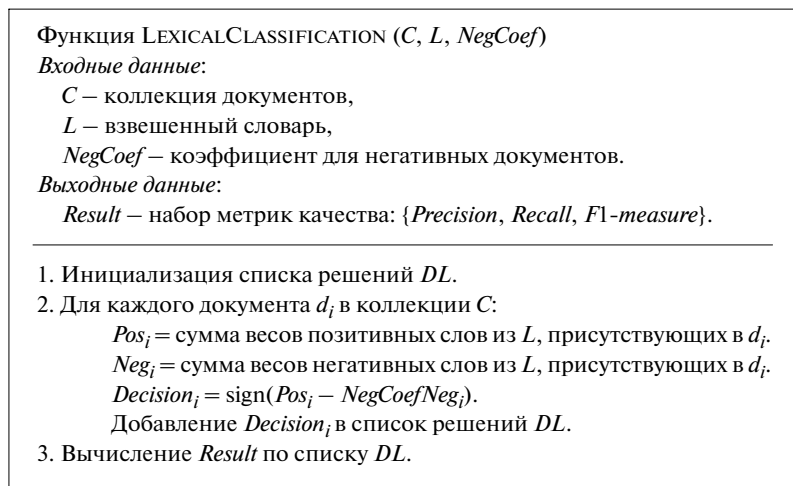 Функция LEXICALCLASSIFICATION (C, L, NegCoef)
Входные данные:
C – коллекция документов,
L – взвешенный словарь,
NegCoef – коэффициент для негативных документов.
Выходные данные:
Result – набор метрик качества: {Precision, Recall, F1-measure}.
1. Инициализация списка решений DL.
2. Для каждого документа d_i в коллекции C:
Pos_i = сумма весов позитивных слов из L, присутствующих в d_i.
Neg_i = сумма весов негативных слов из L, присутствующих в d_i.
Decision_i = sign(Pos_i – NegCoefNeg_i).
Добавление Decision_i в список решений DL.
3. Вычисление Result по списку DL.